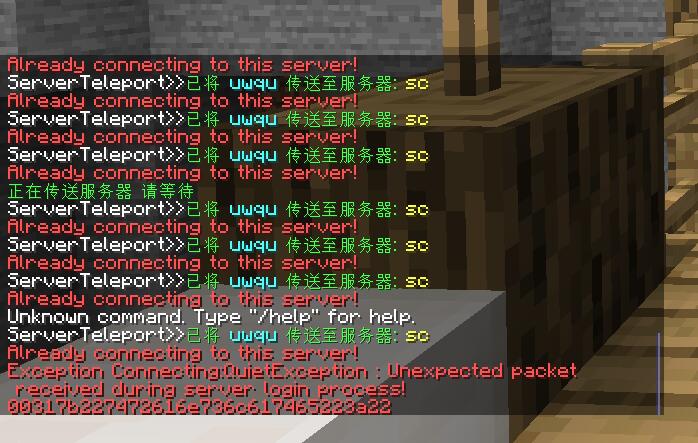 Already connecting to this server!
ServerTeleport>>已将 uwqu 传送至服务器: sc
Already connecting to this server!
ServerTeleport>>已将 uwqu 传送至服务器: sc
Already connecting to this server!
ServerTeleport>>已将 uwqu 传送至服务器: sc
Already connecting to this server!
正在传送服务器 请等待
ServerTeleport>>已将 uwqu 传送至服务器: sc
Already connecting to this server!
ServerTeleport>>已将 uwqu 传送至服务器: sc
Already connecting to this server!
ServerTeleport>>已将 uwqu 传送至服务器: sc
Already connecting to this server!
Unknown command. Type "/help" for help.
ServerTeleport>>已将 uwqu 传送至服务器: sc
Already connecting to this server!
Exception Connecting:QuietException : Unexpected packet
received during server login process!
00317b227472616e736c617465223a22